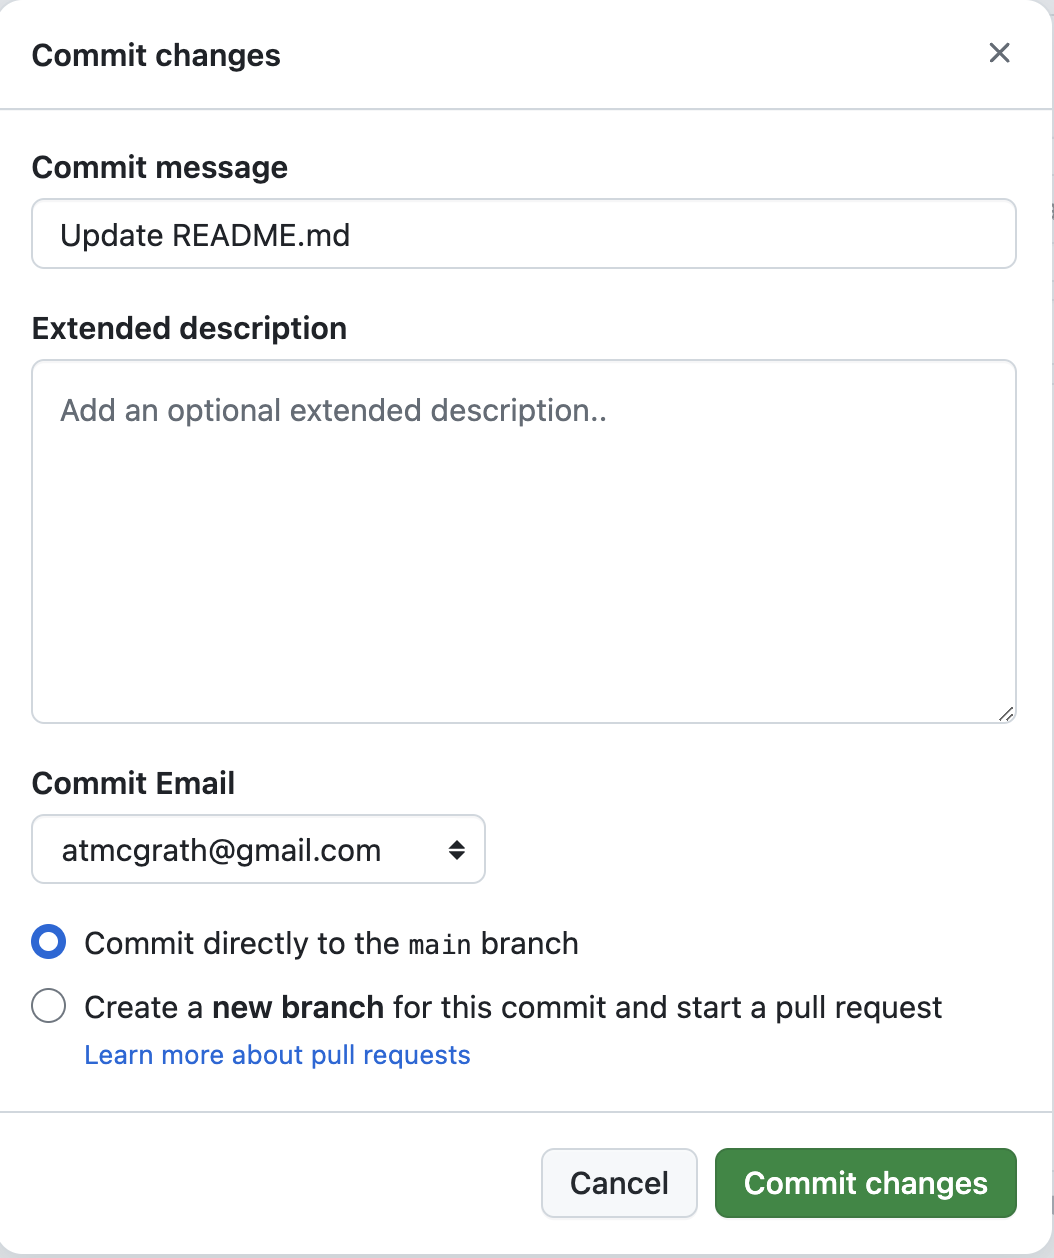 Commit changes
Commit message
Update README.md
Extended description
Add an optional extended description..
Commit Email
atmcgrath@gmail.com
Commit directly to the main branch
Create a new branch for this commit and start a pull request
Learn more about pull requests
Cancel
Commit changes